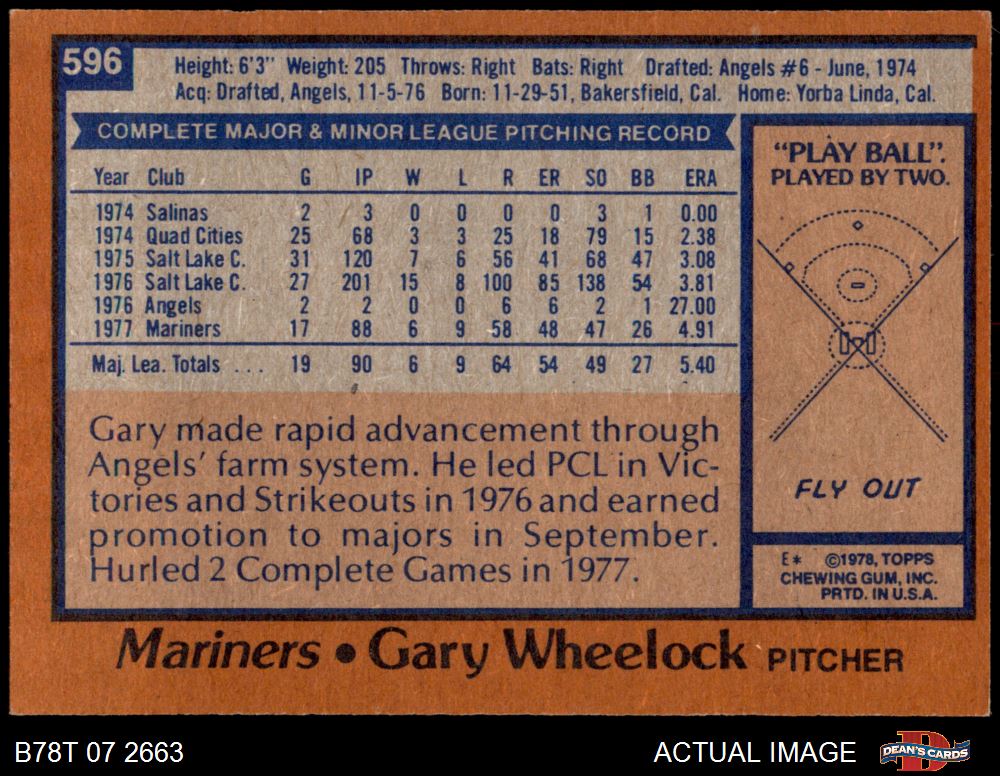 596
Height: 6'3" Weight: 205 Throws: Right Bats: Right Drafted: Angels #6 - June, 1974
Acq: Drafted, Angels, 11-5-76 Born: 11-29-51, Bakersfield, Cal. Home: Yorba Linda, Cal.
COMPLETE MAJOR & MINOR LEAGUE PITCHING RECORD
Year Club G IP W L R ER SO BB ERA
1974 Salinas 2 3 0 0 0 0 3 1 0.00
1974 Quad Cities 25 68 3 3 25 18 79 15 2.38
1975 Salt Lake C. 31 120 7 6 56 41 68 47 3.08
1976 Salt Lake C. 27 201 15 8 100 85 138 54 3.81
1976 Angels 2 2 0 0 6 6 2 1 27.00
1977 Mariners 17 88 6 9 58 48 47 26 4.91
Maj. Lea. Totals ... 19 90 6 9 64 54 49 27 5.40
Gary made rapid advancement through
Angels' farm system. He led PCL in Vic-
tories and Strikeouts in 1976 and earned
promotion to majors in September.
Hurled 2 Complete Games in 1977.
"PLAY BALL".
PLAYED BY TWO.
FLY OUT
E* ©1978, TOPPS
CHEWING GUM, INC.
PRTD. IN U.S.A.
Mariners • Gary Wheelock PITCHER
B78T 07 2663
ACTUAL IMAGE
D
DEAN'S CARDS